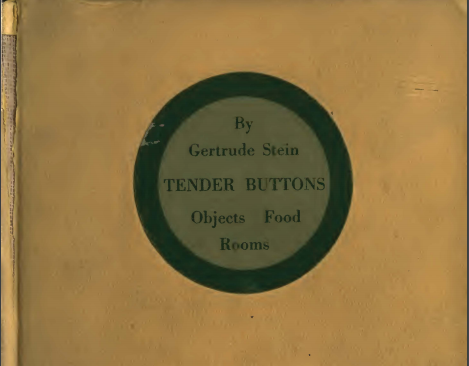 By
Gertrude Stein
TENDER BUTTONS
Objects Food
Rooms